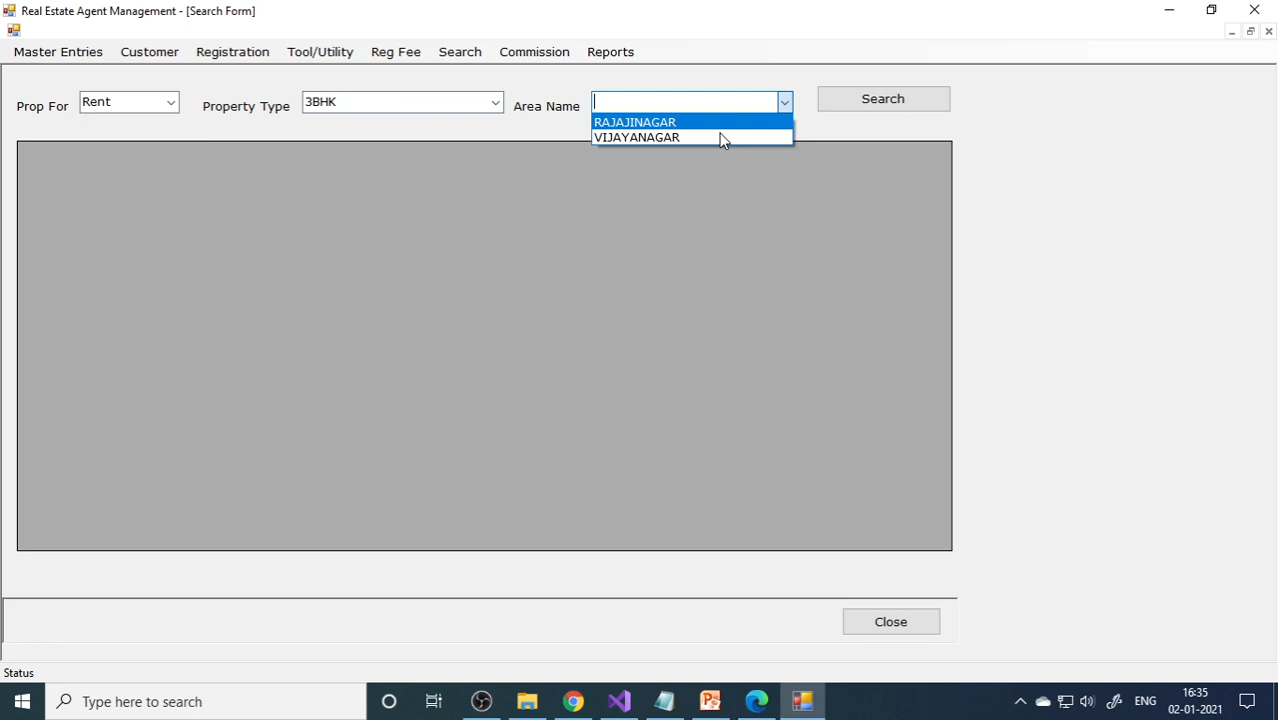 Real Estate Agent Management - [Search Form]
Master Entries Customer Registration Tool/Utility Reg Fee Search Commission Reports
Prop For Rent Property Type 3BHK Area Name Search
RAJAJINAGAR
VIJAYANAGAR
Close
Status
Type here to search
ENG
16:35
02-01-2021